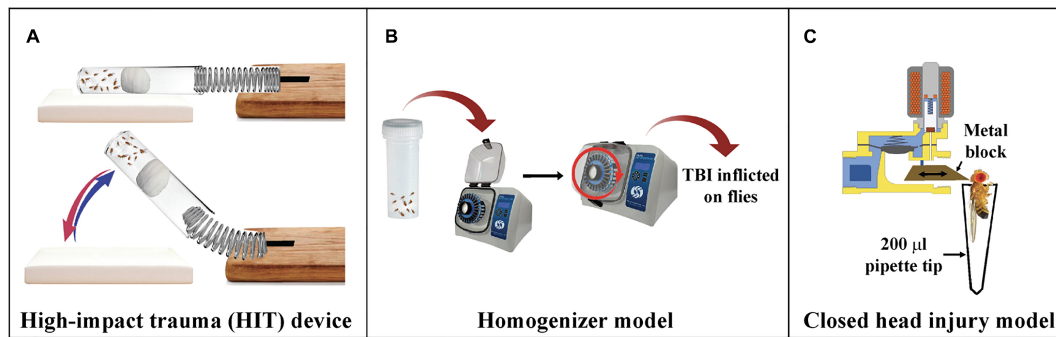 A
High-impact trauma (HIT) device
B
TBI inflicted
on flies
Homogenizer model
C
Metal
block
200 µl
pipette tip
Closed head injury model